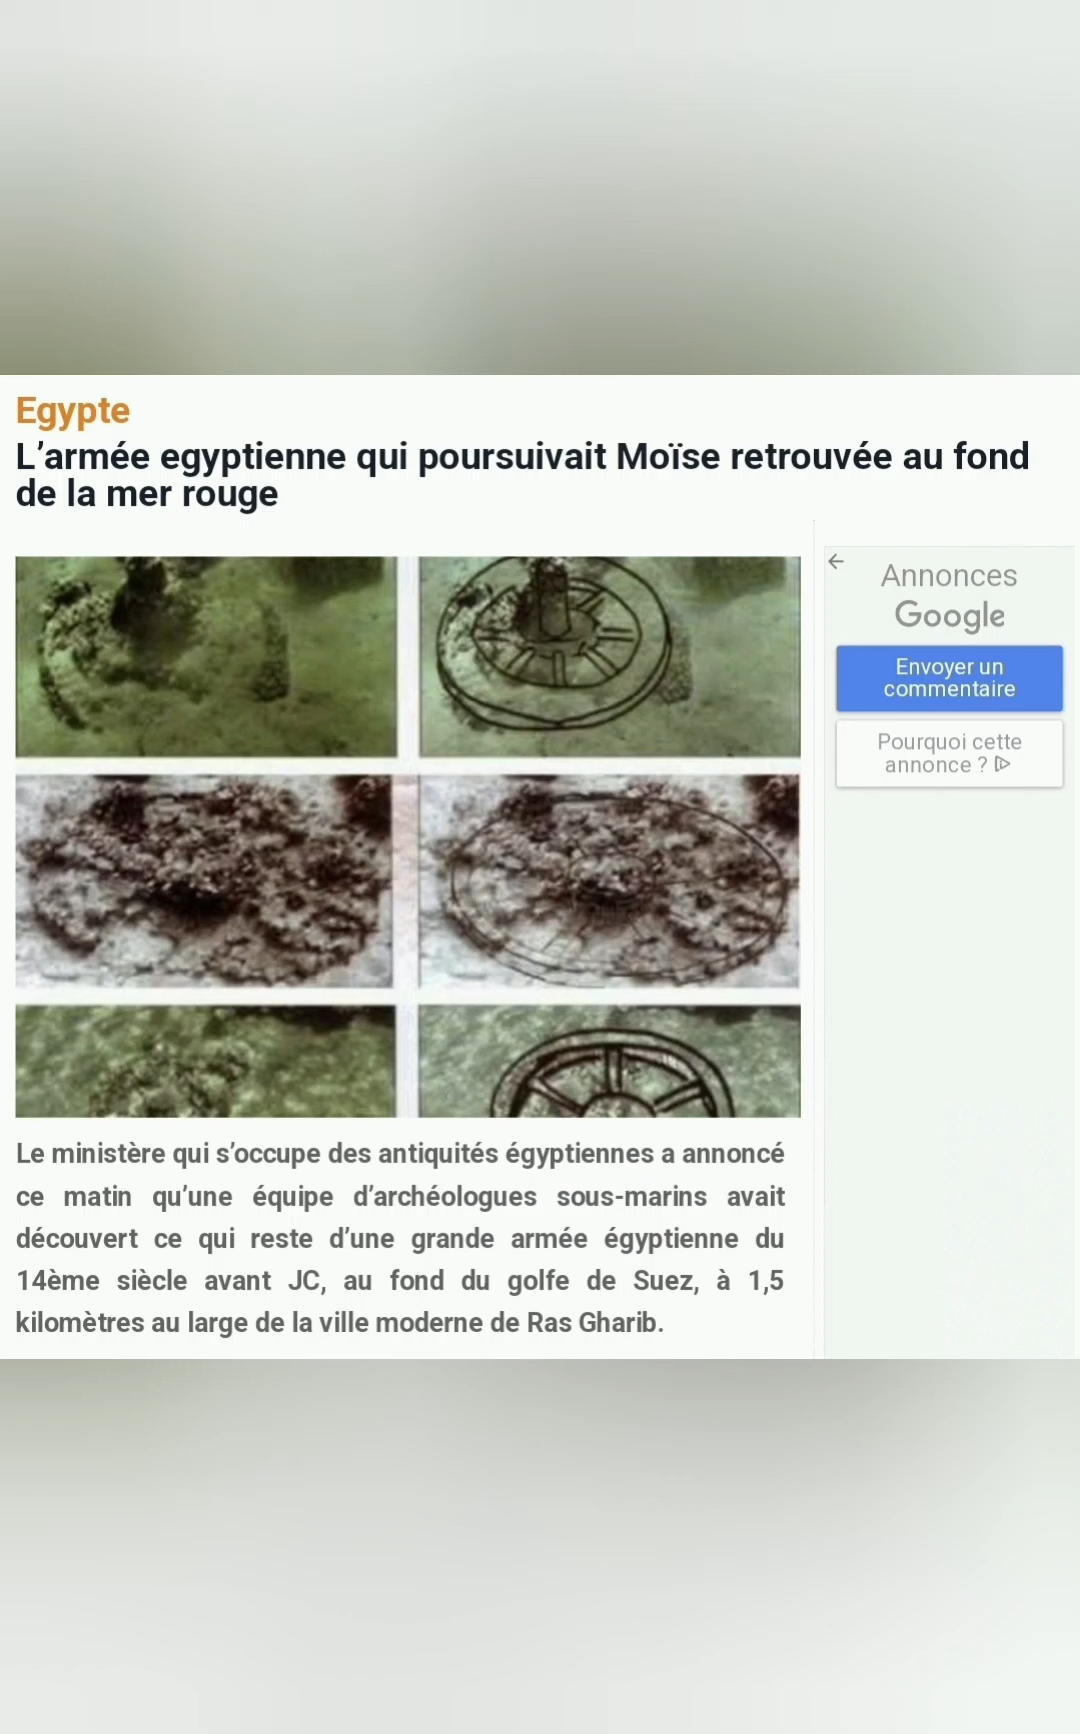 Egypte
L’armée egyptienne qui poursuivait Moïse retrouvée au fond
de la mer rouge
Annonces
Google
Envoyer un
commentaire
Pourquoi cette
annonce ?
Le ministère qui s’occupe des antiquités égyptiennes a annoncé
ce matin qu’une équipe d’archéologues sous-marins avait
découvert ce qui reste d’une grande armée égyptienne du
14ème siècle avant JC, au fond du golfe de Suez, à 1,5
kilomètres au large de la ville moderne de Ras Gharib.